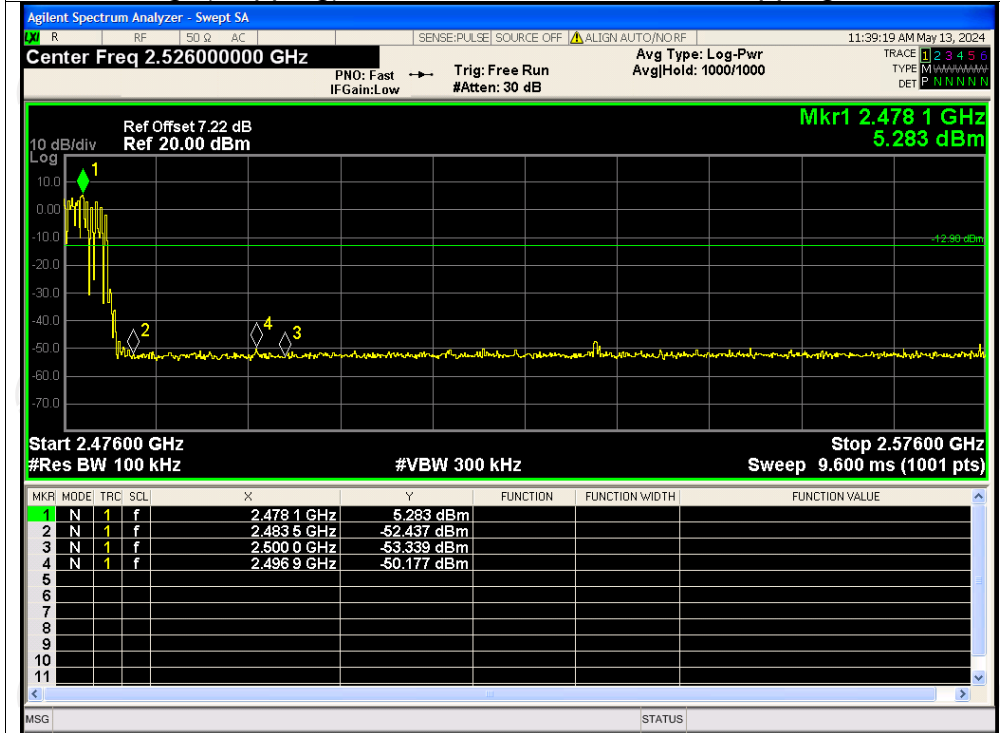 Agilent Spectrum Analyzer - Swept SA
LXI R RF 50 Ω AC SENSE:PULSE SOURCE OFF ALIGN AUTO/NO RF 11:39:19 AM May 13, 2024
Center Freq 2.526000000 GHz
PNO: Fast
IFGain:Low
Trig: Free Run
#Atten: 30 dB
Avg Type: Log-Pwr
Avg|Hold: 1000/1000
TRACE 1 2 3 4 5 6
TYPE M WWWWW
DET P N N N N N
Mkr1 2.478 1 GHz
5.283 dBm
Ref Offset 7.22 dB
10 dB/div Ref 20.00 dBm
Log
10.0
0.00
-10.0
-20.0
-30.0
-40.0
-50.0
-60.0
-70.0
1
2
4
3
-12.90 dBm
Start 2.47600 GHz Stop 2.57600 GHz
#Res BW 100 kHz #VBW 300 kHz Sweep 9.600 ms (1001 pts)
MKR MODE TRC SCL X Y FUNCTION FUNCTION WIDTH FUNCTION VALUE
1 N 1 f 2.478 1 GHz 5.283 dBm
2 N 1 f 2.483 5 GHz -52.437 dBm
3 N 1 f 2.500 0 GHz -53.339 dBm
4 N 1 f 2.496 9 GHz -50.177 dBm
5
6
7
8
9
10
11
MSG STATUS